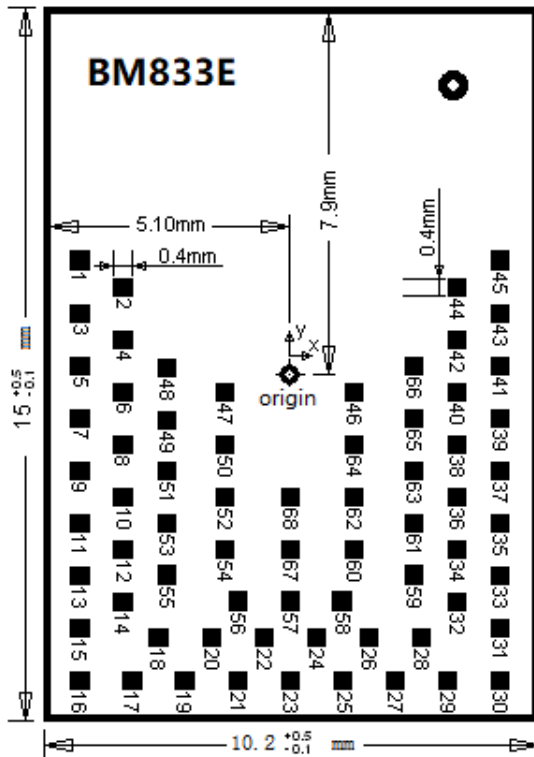 BM833E
7.9mm
5.10mm
0.4mm
0.4mm
1 45
2 44
3 43
4 42
y
x
5 48 66 41
6 47 origin 46 40
7 49 65 39
8 50 64 38
9 51 63 37
10 52 68 62 36
11 53 61 35
12 54 67 60 34
13 55 59 33
14 56 57 58 32
15 31
18 20 22 24 26 28
16 17 19 21 23 25 27 29 30
15 +0.5 -0.1 mm
10.2 +0.5 -0.1 mm